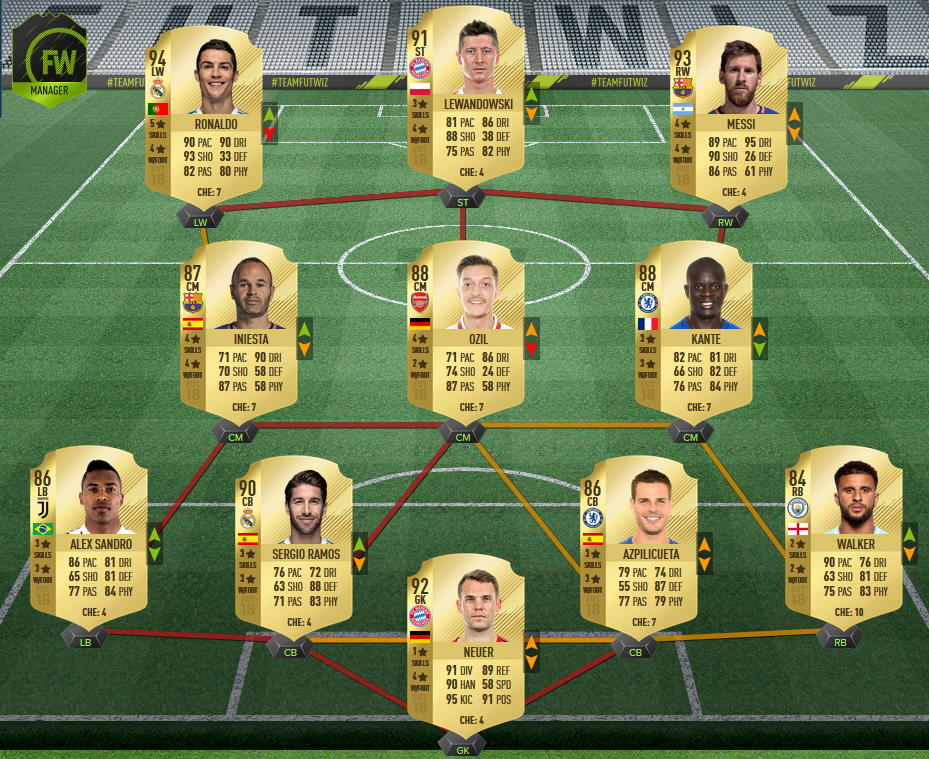 FUT WIZ
FW
MANAGER
#TEAMFUTWIZ
#TEAMFUTWIZ
#TEAMFUTWIZ
#TEAMFUTWIZ
94
LW
5★
SKILLS
4★
W/FOOT
RONALDO
90 PAC 90 DRI
93 SHO 33 DEF
82 PAS 80 PHY
CHE: 7
LW
91
ST
3★
SKILLS
4★
W/FOOT
FUT
18
LEWANDOWSKI
81 PAC 86 DRI
88 SHO 38 DEF
75 PAS 82 PHY
CHE: 4
ST
93
RW
4★
SKILLS
4★
W/FOOT
MESSI
89 PAC 95 DRI
90 SHO 26 DEF
86 PAS 61 PHY
CHE: 4
RW
87
CM
4★
SKILLS
4★
W/FOOT
INIESTA
71 PAC 90 DRI
70 SHO 58 DEF
87 PAS 58 PHY
CHE: 7
CM
88
CM
4★
SKILLS
2★
W/FOOT
OZIL
71 PAC 86 DRI
74 SHO 24 DEF
87 PAS 58 PHY
CHE: 7
CM
88
CM
3★
SKILLS
3★
W/FOOT
KANTE
82 PAC 81 DRI
66 SHO 82 DEF
76 PAS 84 PHY
CHE: 7
CM
86
LB
3★
SKILLS
3★
W/FOOT
ALEX SANDRO
86 PAC 81 DRI
65 SHO 81 DEF
77 PAS 84 PHY
CHE: 4
LB
90
CB
3★
SKILLS
3★
W/FOOT
SERGIO RAMOS
76 PAC 72 DRI
63 SHO 88 DEF
71 PAS 83 PHY
CHE: 4
CB
92
GK
1★
SKILLS
4★
W/FOOT
NEUER
91 DIV 89 REF
90 HAN 58 SPD
95 KIC 91 POS
CHE: 4
GK
86
CB
3★
SKILLS
3★
W/FOOT
AZPILICUETA
79 PAC 74 DRI
55 SHO 87 DEF
77 PAS 79 PHY
CHE: 7
CB
84
RB
2★
SKILLS
2★
W/FOOT
WALKER
90 PAC 76 DRI
63 SHO 81 DEF
75 PAS 83 PHY
CHE: 10
RB